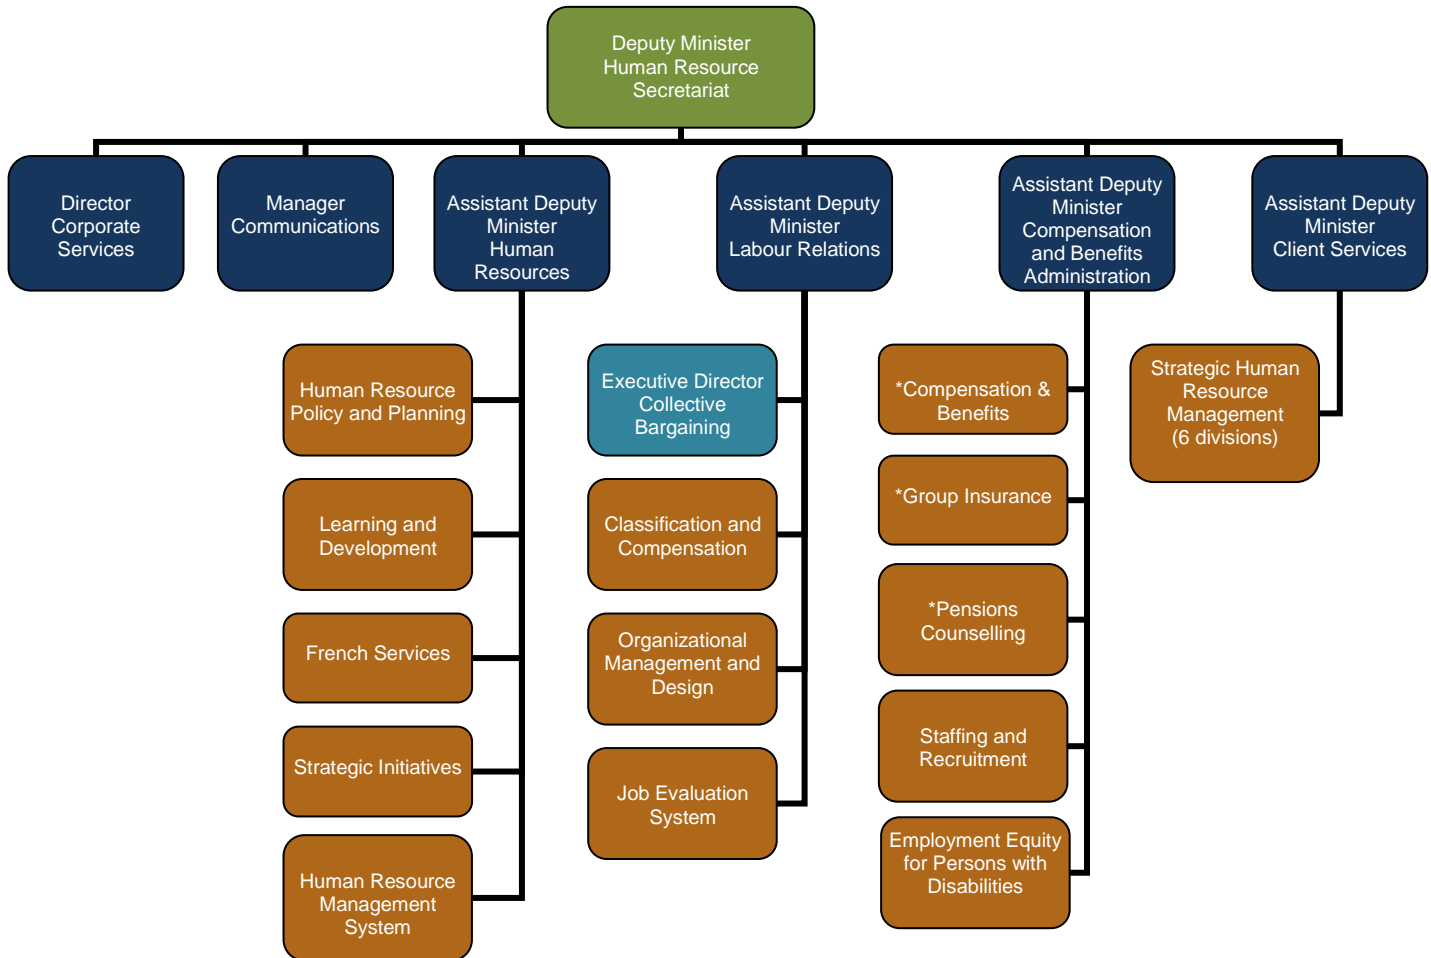 Deputy Minister
Human Resource
Secretariat
Director
Corporate
Services
Manager
Communications
Assistant Deputy
Minister
Human
Resources
Assistant Deputy
Minister
Labour Relations
Assistant Deputy
Minister
Compensation
and Benefits
Administration
Assistant Deputy
Minister
Client Services
Human Resource
Policy and Planning
Learning and
Development
French Services
Strategic Initiatives
Human Resource
Management
System
Executive Director
Collective
Bargaining
Classification and
Compensation
Organizational
Management and
Design
Job Evaluation
System
*Compensation &
Benefits
*Group Insurance
*Pensions
Counselling
Staffing and
Recruitment
Employment Equity
for Persons with
Disabilities
Strategic Human
Resource
Management
(6 divisions)